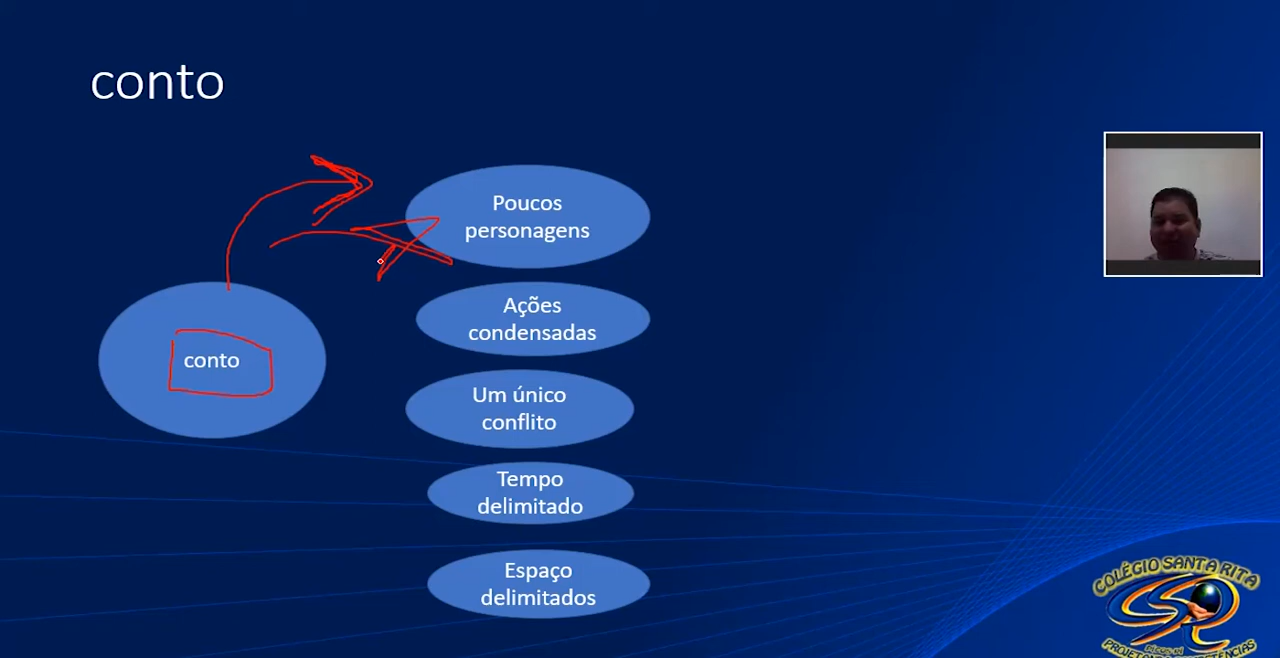 conto
Poucos
personagens
Ações
condensadas
conto
Um único
conflito
Tempo
delimitado
Espaço
delimitados
COLÉGIO SANTA RITA